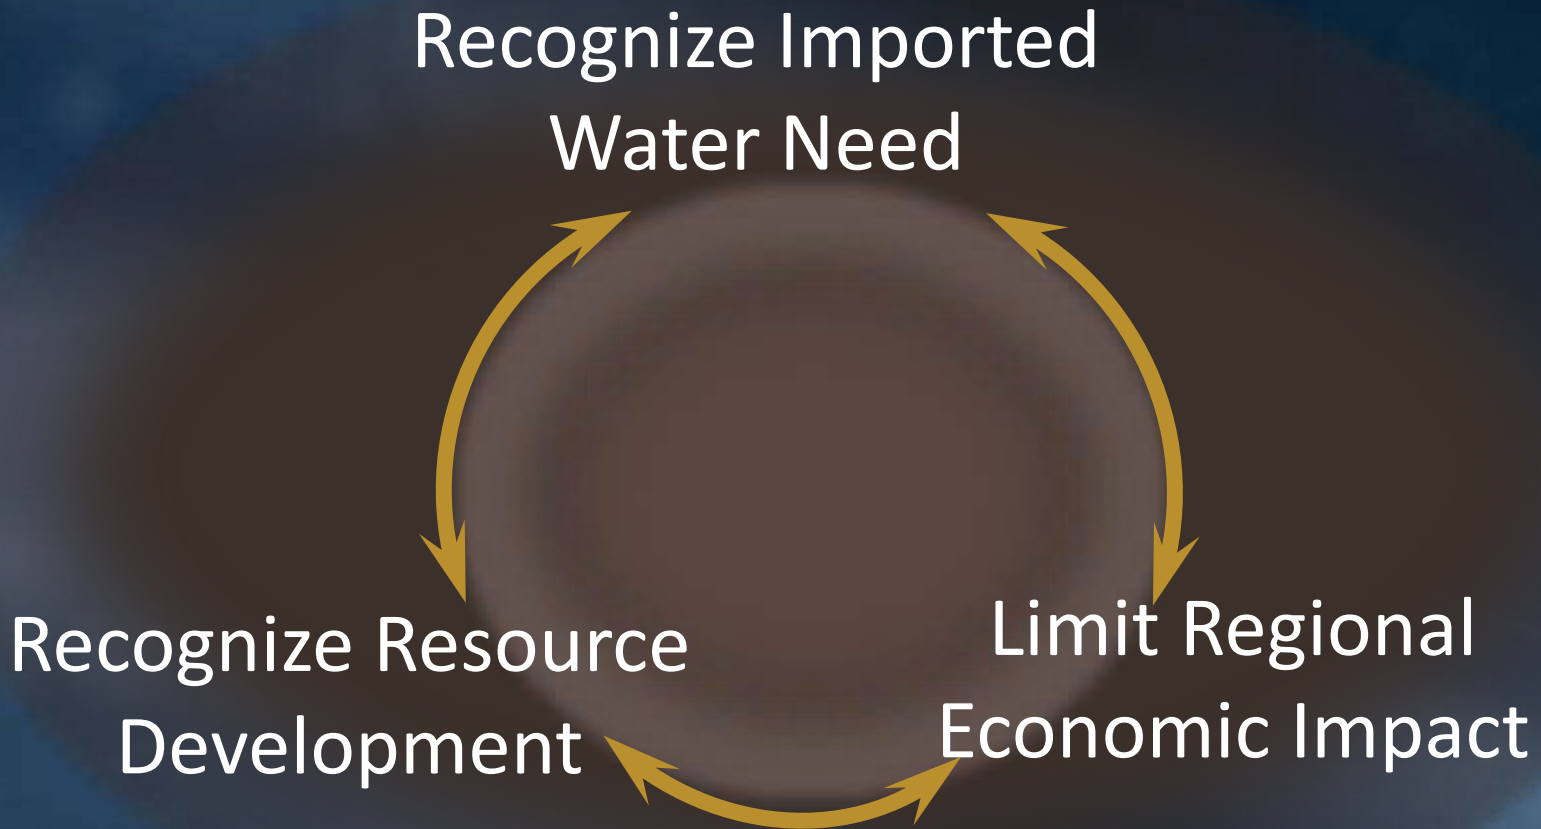 Recognize Imported
Water Need
Recognize Resource
Development
Limit Regional
Economic Impact